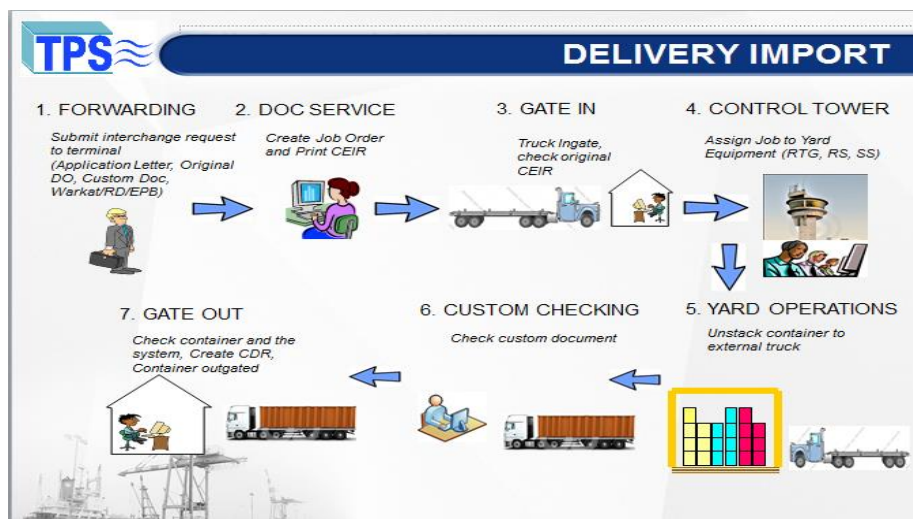 TPS
DELIVERY IMPORT
1. FORWARDING
Submit interchange request
to terminal
(Application Letter, Original
DO, Custom Doc,
Warkat/RD/EPB)
2. DOC SERVICE
Create Job Order
and Print CEIR
3. GATE IN
Truck Ingate,
check original
CEIR
4. CONTROL TOWER
Assign Job to Yard
Equipment (RTG, RS, SS)
5. YARD OPERATIONS
Unstack container to
external truck
6. CUSTOM CHECKING
Check custom document
7. GATE OUT
Check container and the
system, Create CDR,
Container outgated